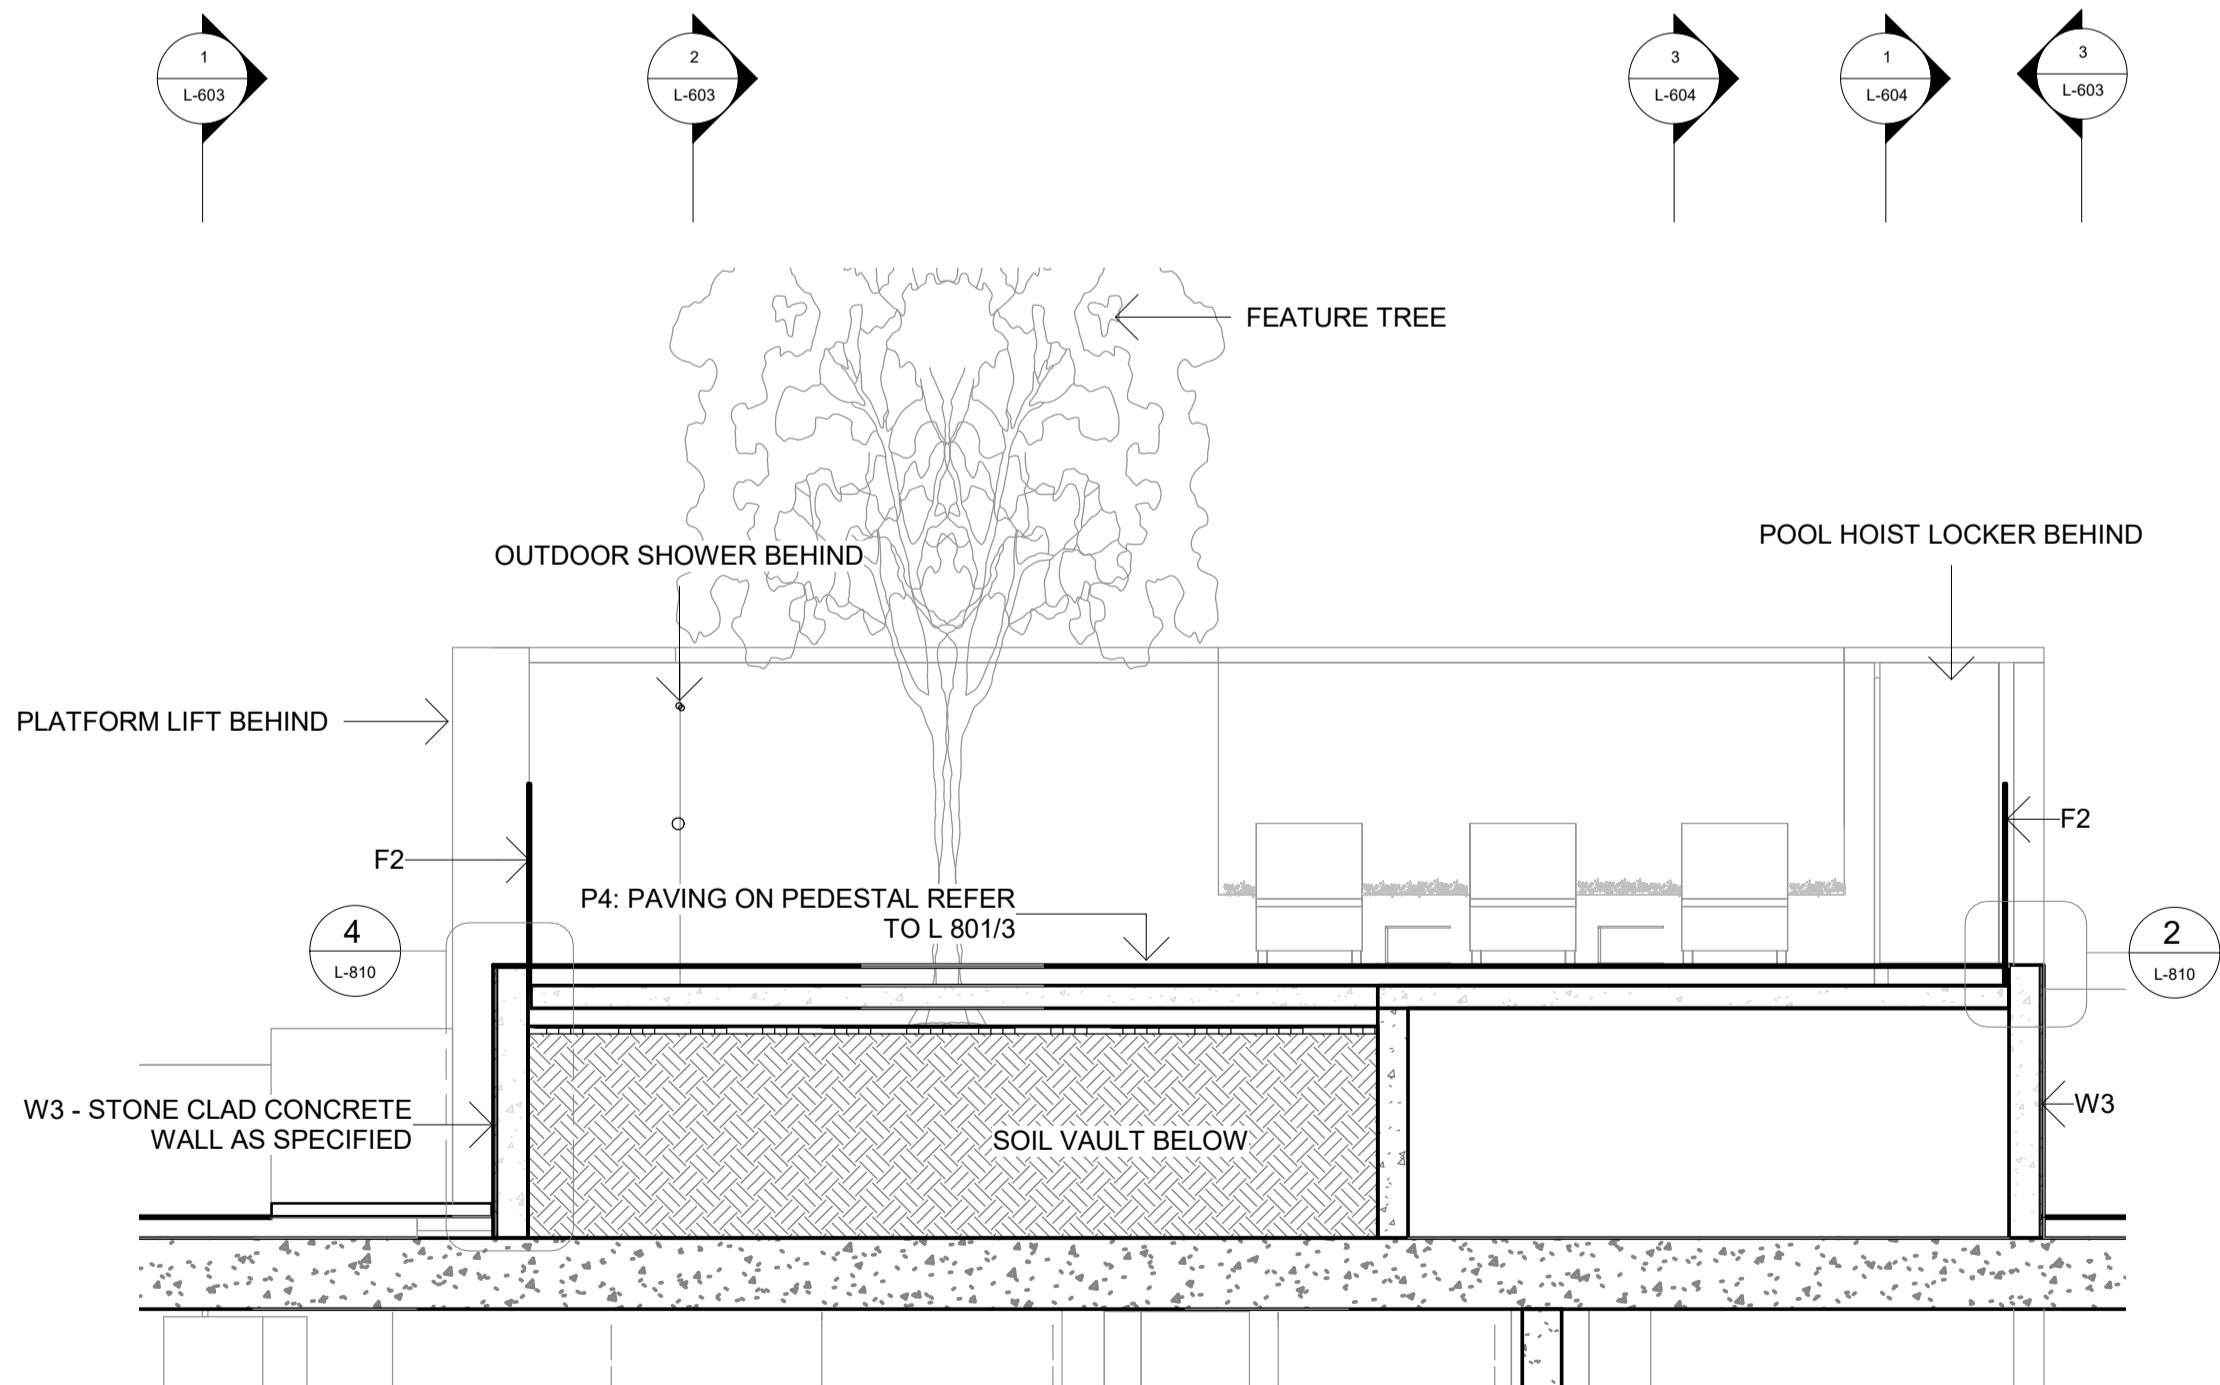 1
L-603
2
L-603
3
L-604
1
L-604
3
L-603
FEATURE TREE
POOL HOIST LOCKER BEHIND
OUTDOOR SHOWER BEHIND
PLATFORM LIFT BEHIND
F2
F2
P4: PAVING ON PEDESTAL REFER
TO L 801/3
4
L-810
2
L-810
W3 - STONE CLAD CONCRETE
WALL AS SPECIFIED
W3
SOIL VAULT BELOW